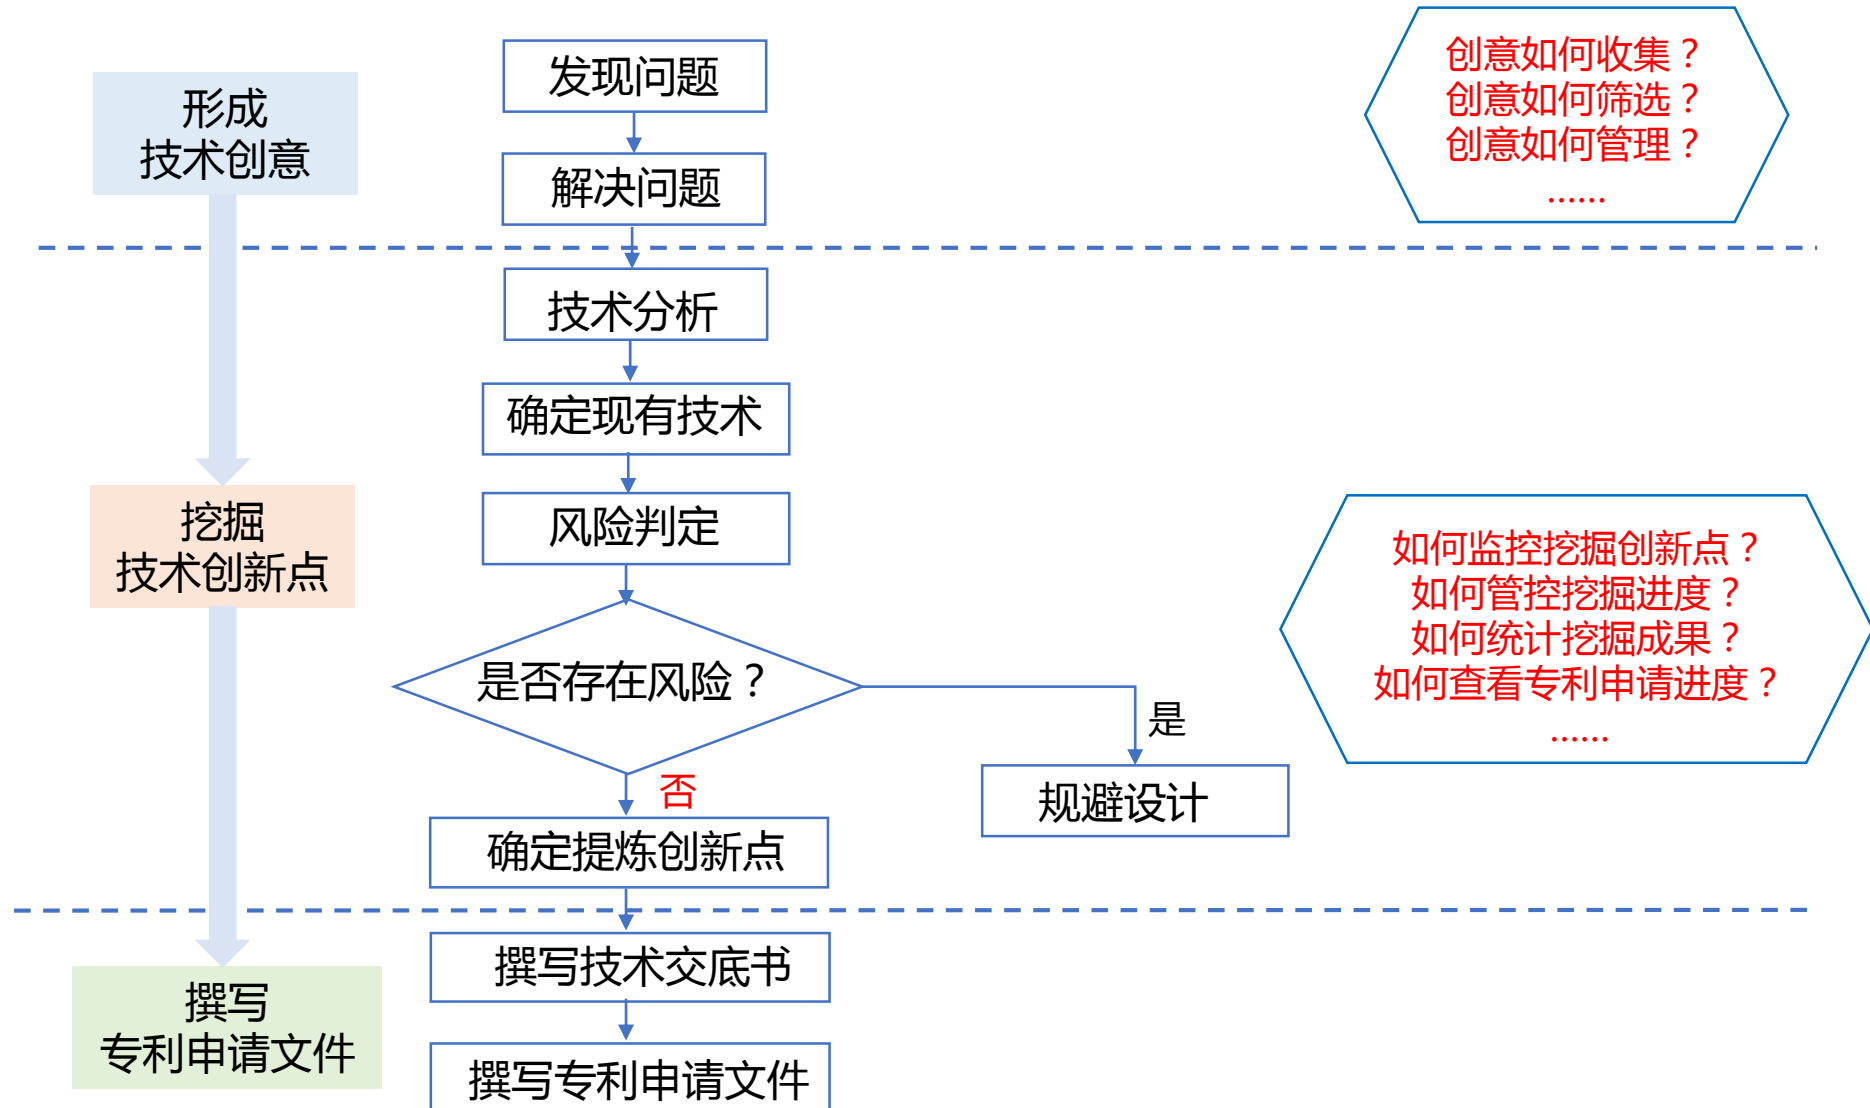 形成
技术创意
发现问题
解决问题
创意如何收集？
创意如何筛选？
创意如何管理？
……
技术分析
确定现有技术
挖掘
技术创新点
风险判定
是否存在风险？
是
否
规避设计
确定提炼创新点
如何监控挖掘创新点？
如何管控挖掘进度？
如何统计挖掘成果？
如何查看专利申请进度？
……
撰写
专利申请文件
撰写技术交底书
撰写专利申请文件